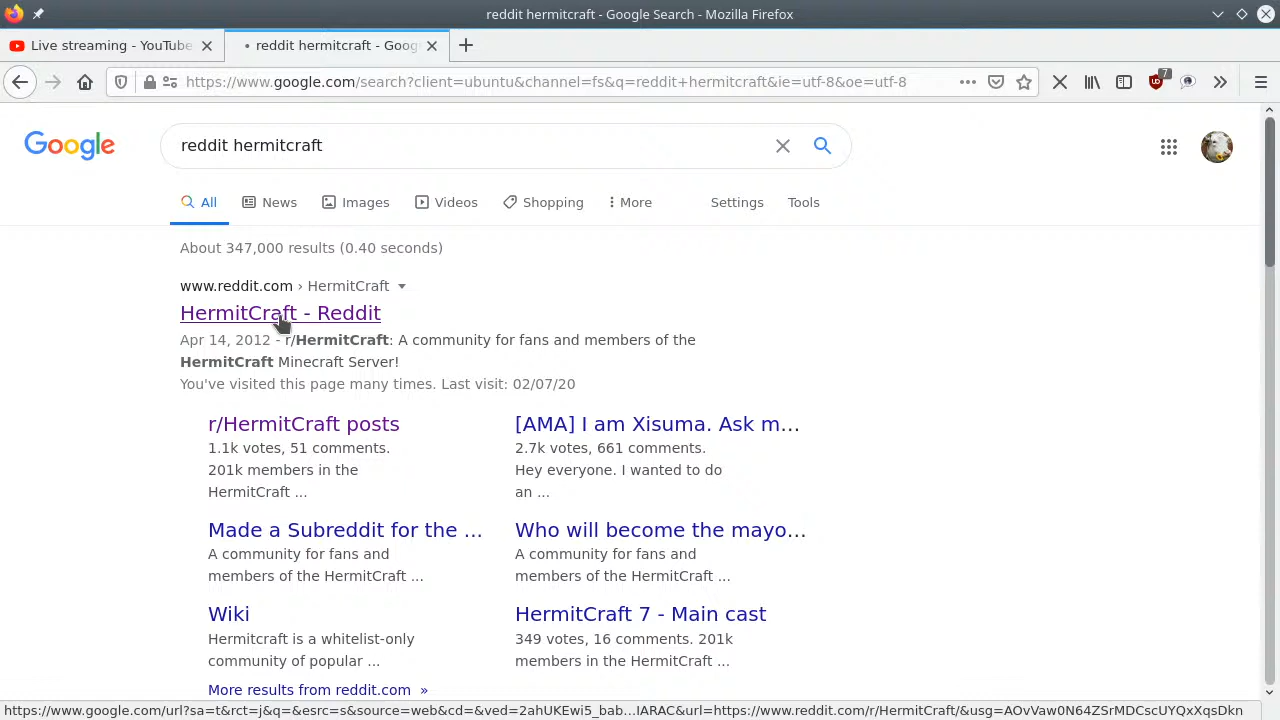 reddit hermitcraft - Google Search - Mozilla Firefox
Live streaming - YouTube
reddit hermitcraft - Goog
https://www.google.com/search?client=ubuntu&channel=fs&q=reddit+hermitcraft&ie=utf-8&oe=utf-8
7
Google
reddit hermitcraft
All
News
Images
Videos
Shopping
More
Settings
Tools
About 347,000 results (0.40 seconds)
www.reddit.com › HermitCraft
HermitCraft - Reddit
Apr 14, 2012 - r/HermitCraft: A community for fans and members of the
HermitCraft Minecraft Server!
You've visited this page many times. Last visit: 02/07/20
r/HermitCraft posts
1.1k votes, 51 comments.
201k members in the
HermitCraft ...
[AMA] I am Xisuma. Ask m...
2.7k votes, 661 comments.
Hey everyone. I wanted to do
an ...
Made a Subreddit for the ...
A community for fans and
members of the HermitCraft ...
Who will become the mayo...
A community for fans and
members of the HermitCraft ...
Wiki
Hermitcraft is a whitelist-only
community of popular ...
HermitCraft 7 - Main cast
349 votes, 16 comments. 201k
members in the HermitCraft ...
More results from reddit.com »
https://www.google.com/url?sa=t&rct=j&q=&esrc=s&source=web&cd=&ved=2ahUKEwi5_bab...IARAC&url=https://www.reddit.com/r/HermitCraft/&usg=AOvVaw0N64ZSrMDCscUYQxXqsDkn